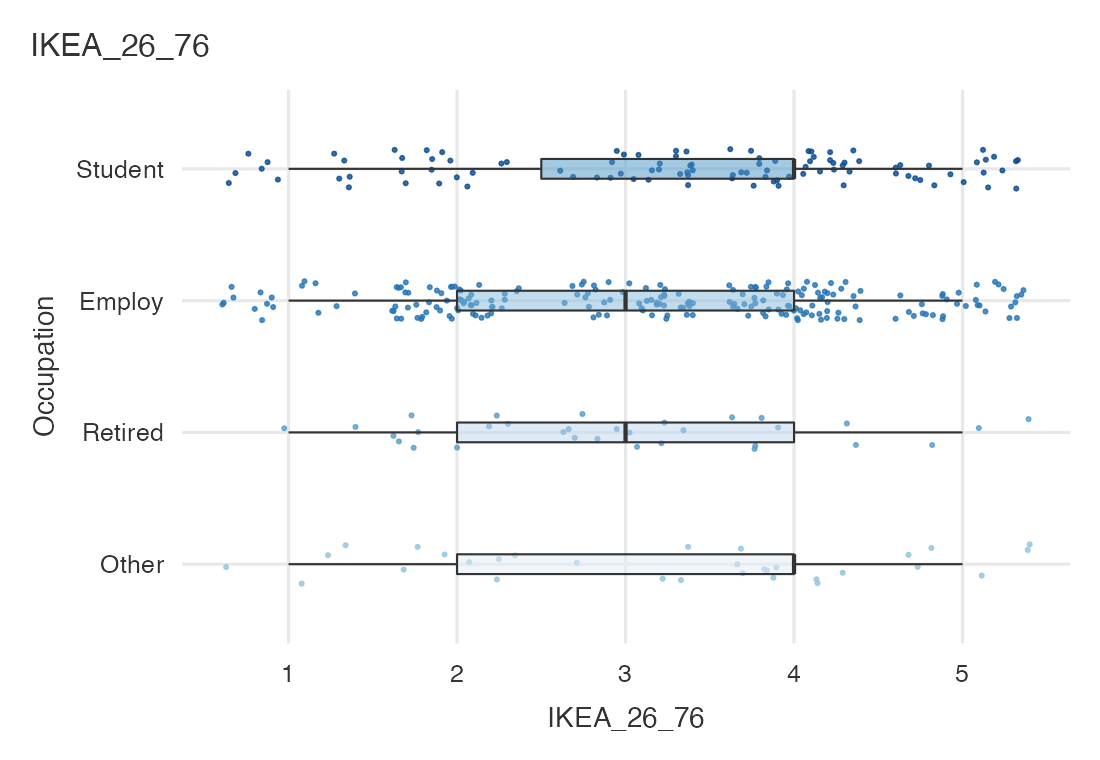 IKEA_26_76
Student
Employ
Retired
Other
Occupation
1 2 3 4 5
IKEA_26_76